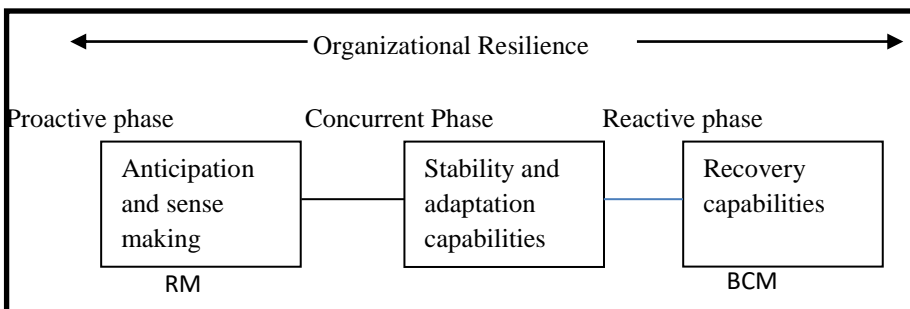 Organizational Resilience
Proactive phase
Concurrent Phase
Reactive phase
Anticipation
and sense
making
Stability and
adaptation
capabilities
Recovery
capabilities
RM
BCM